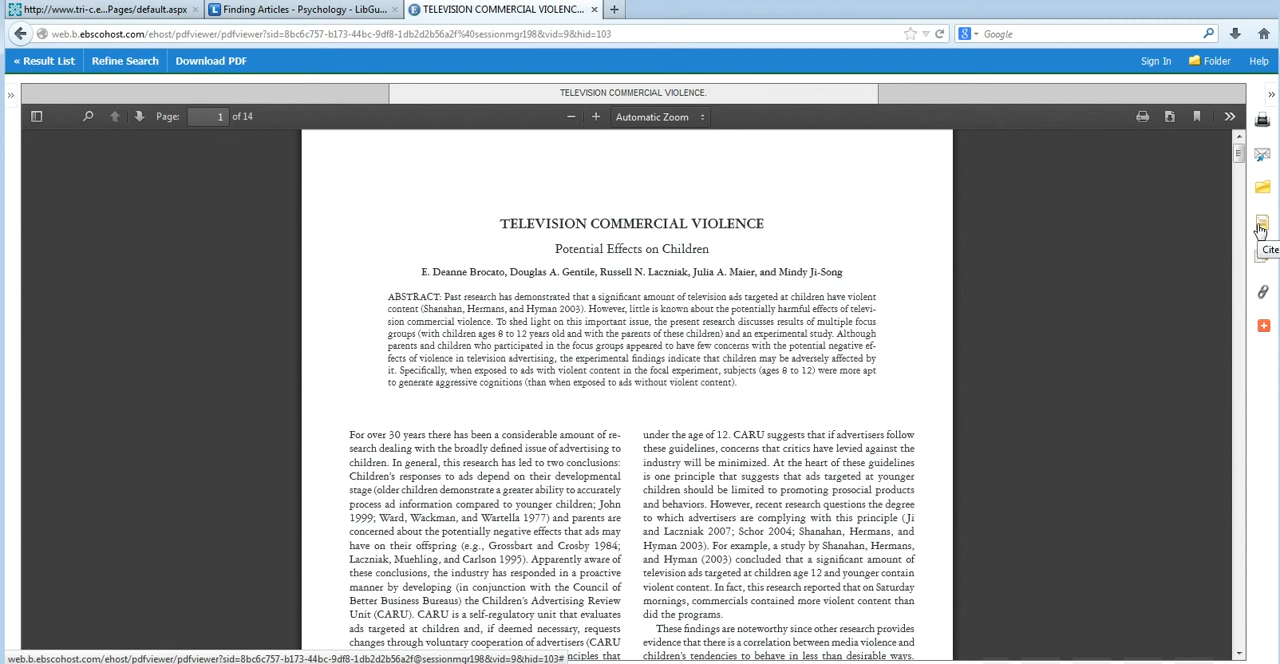 http://www.tri-c.e...Pages/default.aspx
Finding Articles - Psychology - LibGu...
TELEVISION COMMERCIAL VIOLENC...
web.b.ebscohost.com/ehost/pdfviewer/pdfviewer?sid=8bc6c757-b173-44bc-9df8-1db2d2b56a2f%40sessionmgr198&vid=9&hid=103
Google
« Result List Refine Search Download PDF
Sign In Folder Help
TELEVISION COMMERCIAL VIOLENCE.
Page: 1 of 14
Automatic Zoom
Cite
TELEVISION COMMERCIAL VIOLENCE
Potential Effects on Children
E. Deanne Brocato, Douglas A. Gentile, Russell N. Laczniak, Julia A. Maier, and Mindy Ji-Song
ABSTRACT: Past research has demonstrated that a significant amount of television ads targeted at children have violent
content (Shanahan, Hermans, and Hyman 2003). However, little is known about the potentially harmful effects of televi-
sion commercial violence. To shed light on this important issue, the present research discusses results of multiple focus
groups (with children ages 8 to 12 years old and with the parents of these children) and an experimental study. Although
parents and children who participated in the focus groups appeared to have few concerns with the potential negative ef-
fects of violence in television advertising, the experimental findings indicate that children may be adversely affected by
it. Specifically, when exposed to ads with violent content in the focal experiment, subjects (ages 8 to 12) were more apt
to generate aggressive cognitions (than when exposed to ads without violent content).
For over 30 years there has been a considerable amount of re-
search dealing with the broadly defined issue of advertising to
children. In general, this research has led to two conclusions:
Children's responses to ads depend on their developmental
stage (older children demonstrate a greater ability to accurately
process ad information compared to younger children; John
1999; Ward, Wackman, and Wartella 1977) and parents are
concerned about the potentially negative effects that ads may
have on their offspring (e.g., Grossbart and Crosby 1984;
Laczniak, Muehling, and Carlson 1995). Apparently aware of
these conclusions, the industry has responded in a proactive
manner by developing (in conjunction with the Council of
Better Business Bureaus) the Children's Advertising Review
Unit (CARU). CARU is a self-regulatory unit that evaluates
ads targeted at children and, if deemed necessary, requests
changes through voluntary cooperation of advertisers (CARU
ciples that
under the age of 12. CARU suggests that if advertisers follow
these guidelines, concerns that critics have levied against the
industry will be minimized. At the heart of these guidelines
is one principle that suggests that ads targeted at younger
children should be limited to promoting prosocial products
and behaviors. However, recent research questions the degree
to which advertisers are complying with this principle (Ji
and Laczniak 2007; Schor 2004; Shanahan, Hermans, and
Hyman 2003). For example, a study by Shanahan, Hermans,
and Hyman (2003) concluded that a significant amount of
television ads targeted at children age 12 and younger contain
violent content. In fact, this research reported that on Saturday
mornings, commercials contained more violent content than
did the programs.
These findings are noteworthy since other research provides
evidence that there is a correlation between media violence and
children's tendencies to behave in less than desirable ways.
web.b.ebscohost.com/ehost/pdfviewer/pdfviewer?sid=8bc6c757-b173-44bc-9df8-1db2d2b56a2f@sessionmgr198&vid=9&hid=103#